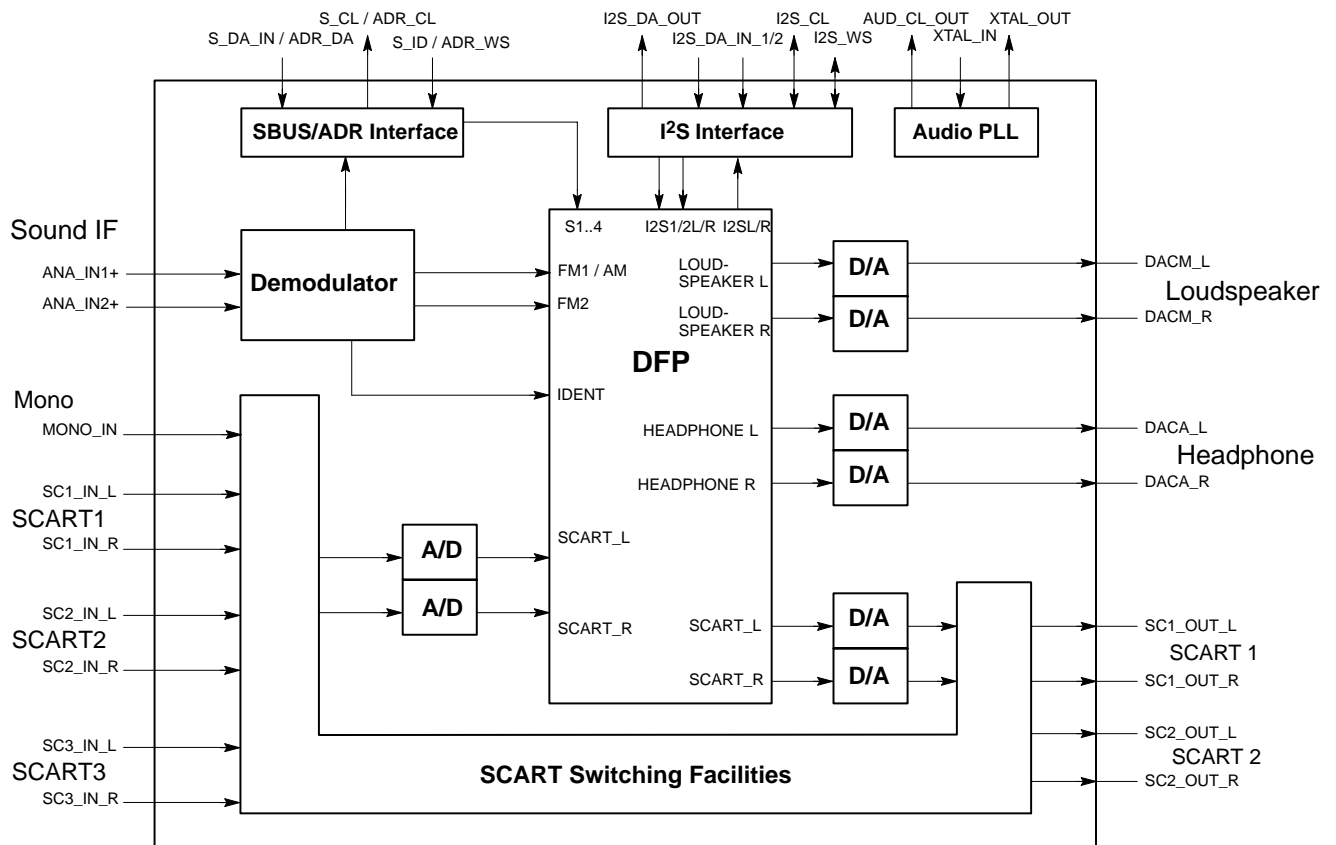 S_CL / ADR_CL
S_DA_IN / ADR_DA
S_ID / ADR_WS
I2S_DA_OUT
I2S_DA_IN_1/2
I2S_CL
I2S_WS
AUD_CL_OUT
XTAL_IN
XTAL_OUT
SBUS/ADR Interface
I2S Interface
Audio PLL
S1..4
I2S1/2L/R
I2SL/R
Sound IF
ANA_IN1+
ANA_IN2+
Demodulator
FM1 / AM
FM2
IDENT
LOUD-
SPEAKER L
LOUD-
SPEAKER R
DFP
D/A
D/A
DACM_L
Loudspeaker
DACM_R
Mono
MONO_IN
HEADPHONE L
HEADPHONE R
D/A
D/A
DACA_L
Headphone
DACA_R
SC1_IN_L
SCART1
SC1_IN_R
A/D
A/D
SCART_L
SCART_R
SC2_IN_L
SCART2
SC2_IN_R
SCART_L
SCART_R
D/A
D/A
SC1_OUT_L
SCART 1
SC1_OUT_R
SC3_IN_L
SCART3
SC3_IN_R
SCART Switching Facilities
SC2_OUT_L
SCART 2
SC2_OUT_R